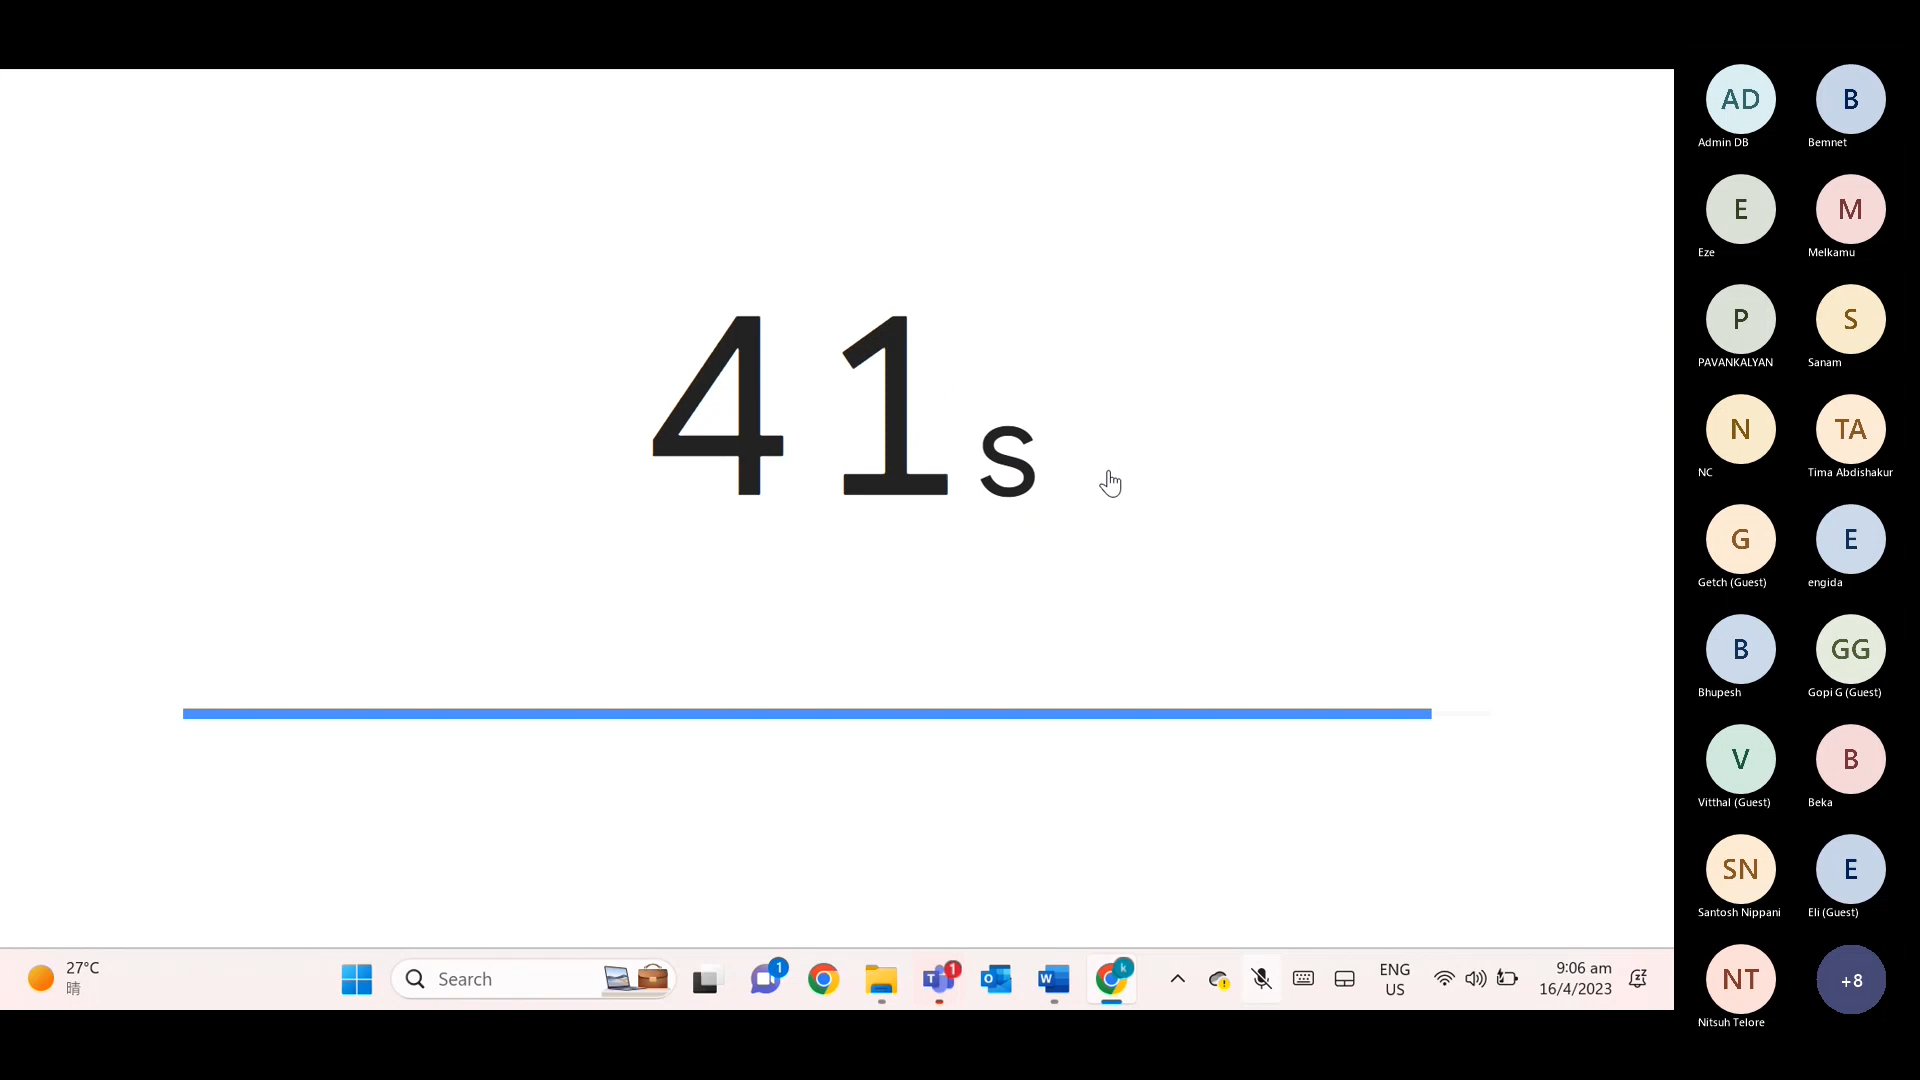 41s
AD
Admin DB
B
Bemnet
E
Eze
M
Melkamu
P
PAVANKALYAN
S
Sanam
N
NC
TA
Tima Abdishakur
G
Getch (Guest)
E
engida
B
Bhupesh
GG
Gopi G (Guest)
V
Vitthal (Guest)
B
Beka
SN
Santosh Nippani
E
Eli (Guest)
NT
Nitsuh Telore
+8
27°C
晴
Search
1
1
k
ENG
US
9:06 am
16/4/2023